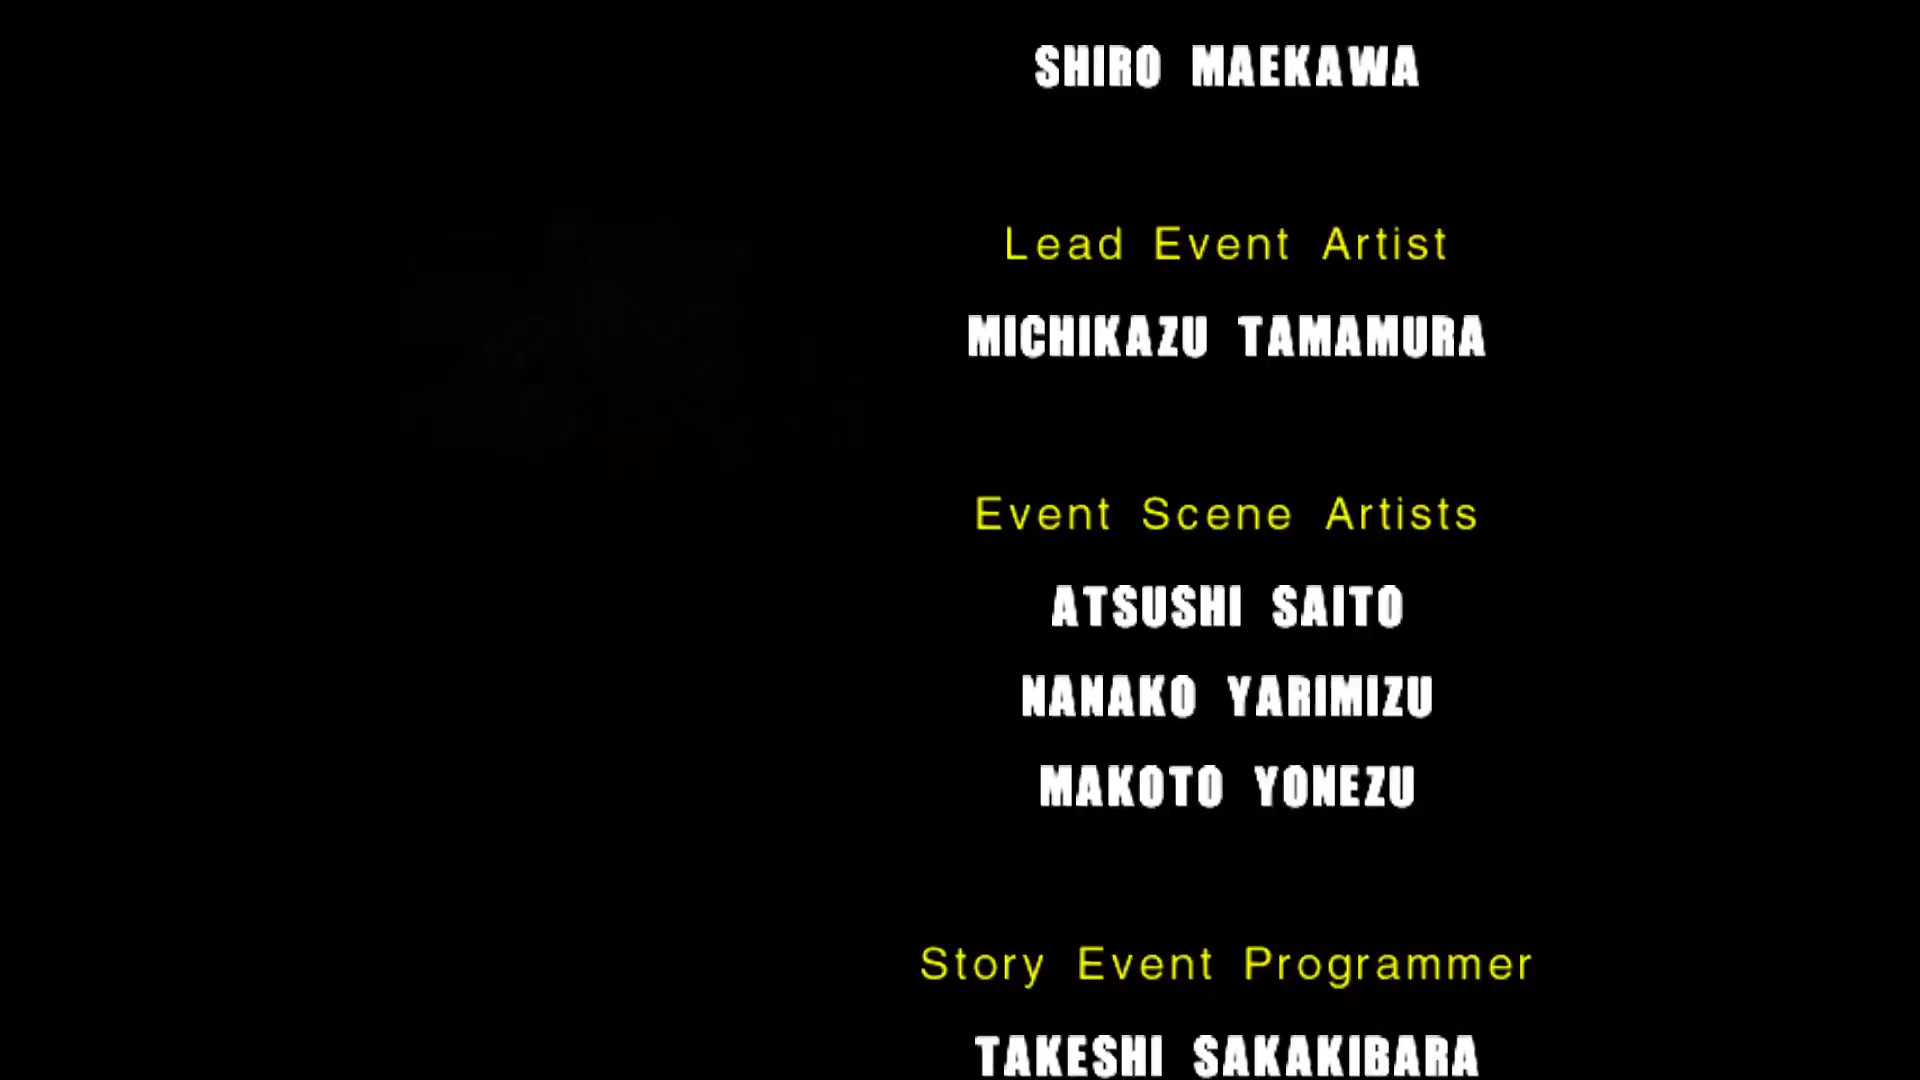 SHIRO MAEKAWA
Lead Event Artist
MICHIKAZU TAMAMURA
Event Scene Artists
ATSUSHI SAITO
NANAKO YARIMIZU
MAKOTO YONEZU
Story Event Programmer
TAKESHI SAKAKIBARA